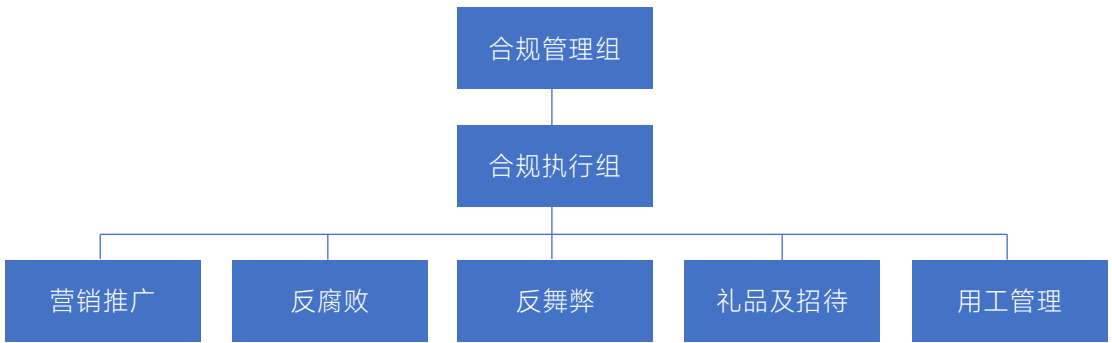 合规管理组
合规执行组
营销推广
反腐败
反舞弊
礼品及招待
用工管理